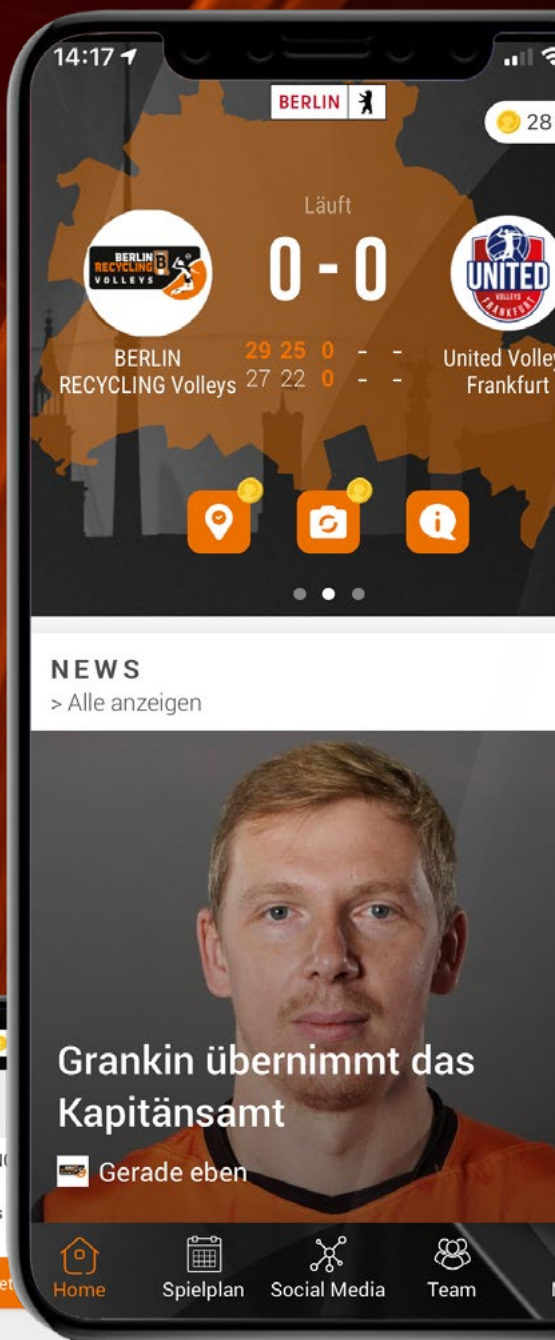 14:17
BERLIN
28
Läuft
0 - 0
BERLIN
RECYCLING
VOLLEYS
B
UNITED
VOLLEYS
FRANKFURT
BERLIN
RECYCLING Volleys
29 25 0 - -
27 22 0 - -
United Volley
Frankfurt
NEWS
> Alle anzeigen
Grankin übernimmt das
Kapitänsamt
Gerade eben
Home
Spielplan
Social Media
Team